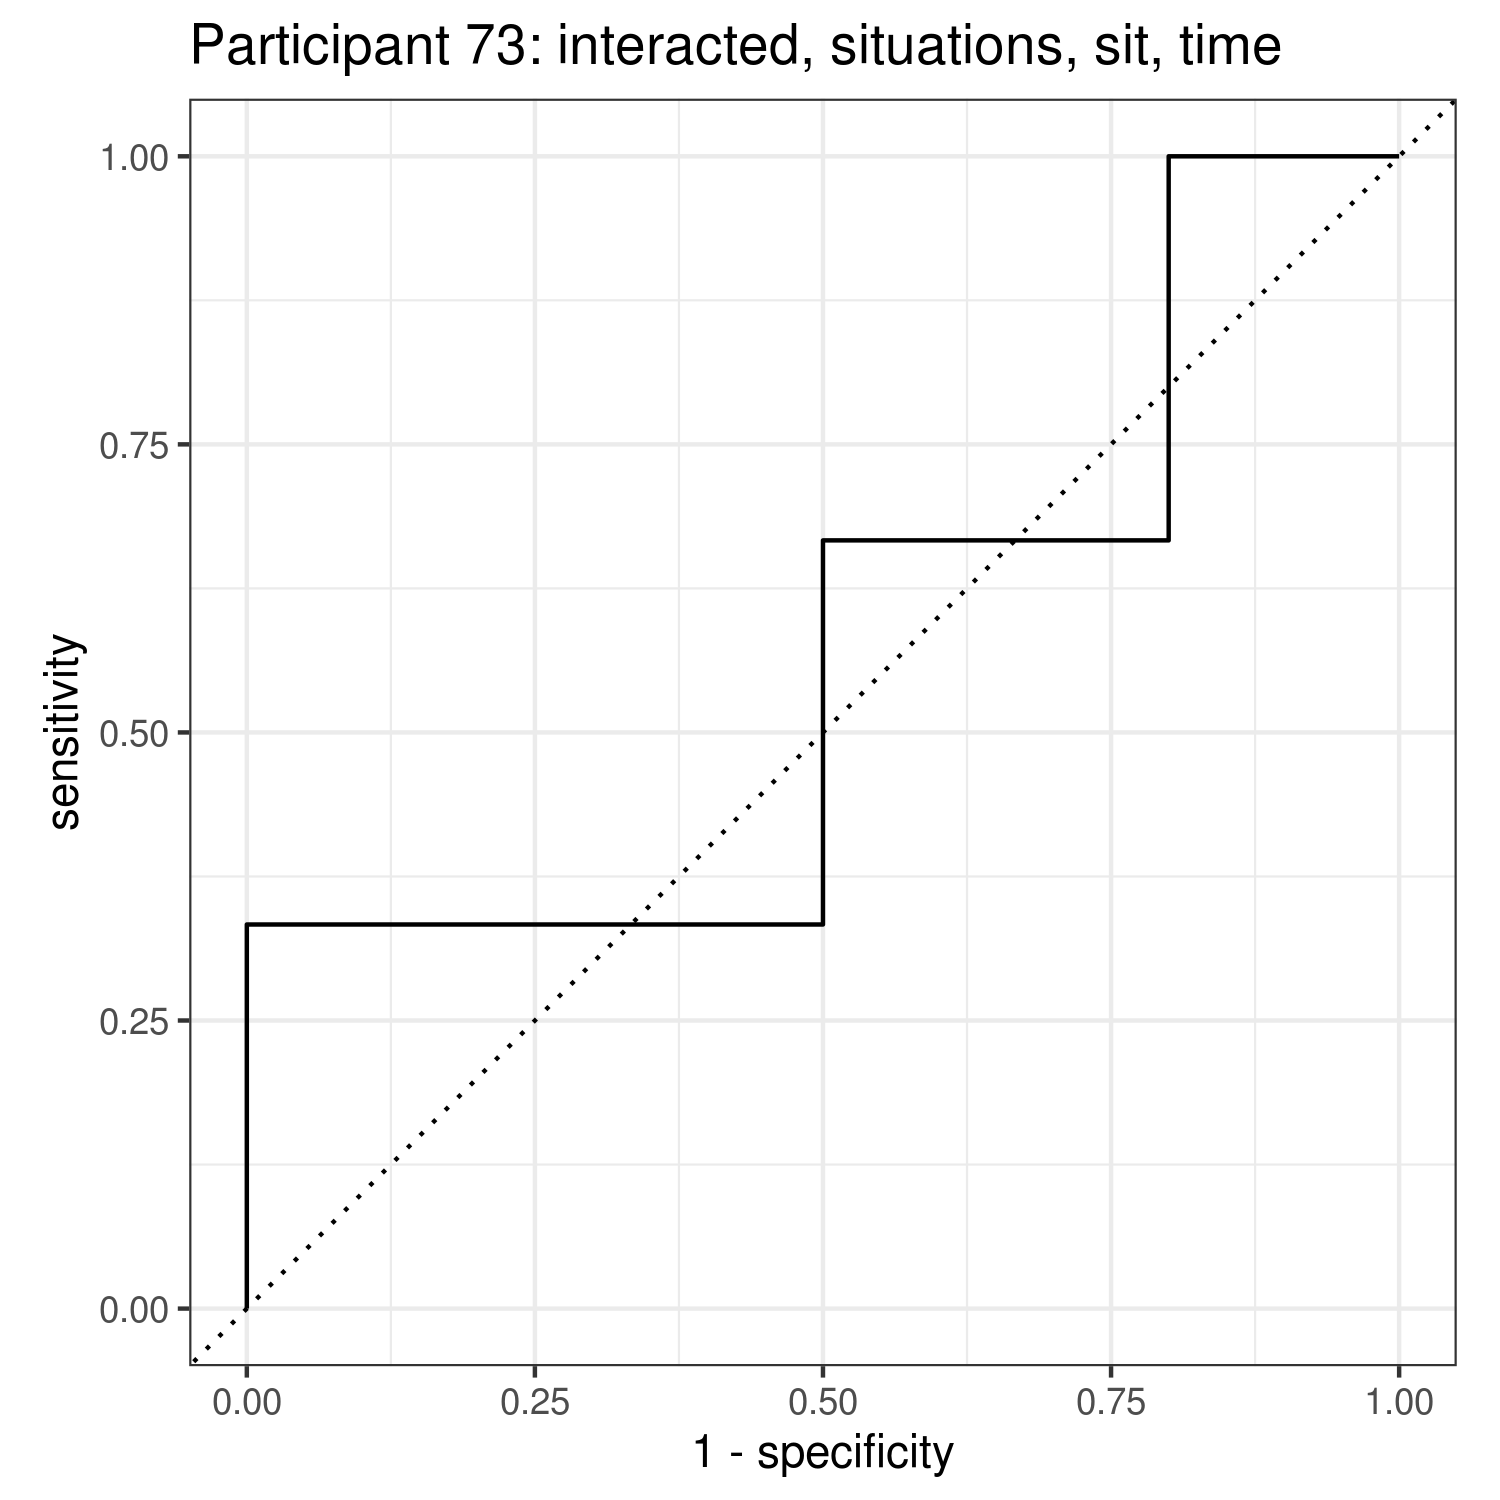 Participant 73: interacted, situations, sit, time
1.00
0.75
0.50
0.25
0.00
sensitivity
0.00 0.25 0.50 0.75 1.00
1 - specificity